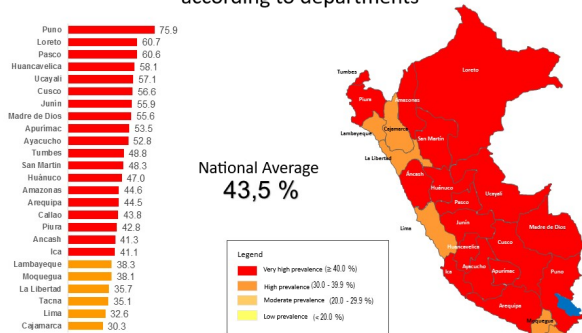 according to departments
Puno 75.9
Loreto 60.7
Pasco 60.6
Huancavelica 58.1
Ucayali 57.1
Cusco 56.6
Junin 55.9
Madre de Dios 55.6
Apurimac 53.5
Ayacucho 52.8
Tumbes 48.8
San Martin 48.3
Huánuco 47.0
Amazonas 44.6
Arequipa 44.5
Callao 43.8
Piura 42.8
Ancash 41.3
Ica 41.1
Lambayeque 38.3
Moquegua 38.1
La Libertad 35.7
Tacna 35.1
Lima 32.6
Cajamarca 30.3
National Average
43,5 %
Legend
Very high prevalence (≥ 40.0 %)
High prevalence (30.0 - 39.9 %)
Moderate prevalence (20.0 - 29.9 %)
Low prevalence (<20.0 %)
Loreto
Tumbes
Piura
Amazones
Lambayeque
Cajamarca
San Martín
La Libertad
Áncash
Huánuco
Ucayali
Pasco
Lima
Junín
Madre de Dios
Huancavelica
Cusco
Ica
Ayacucho
Apurímac
Puno
Arequipa
Moquegua